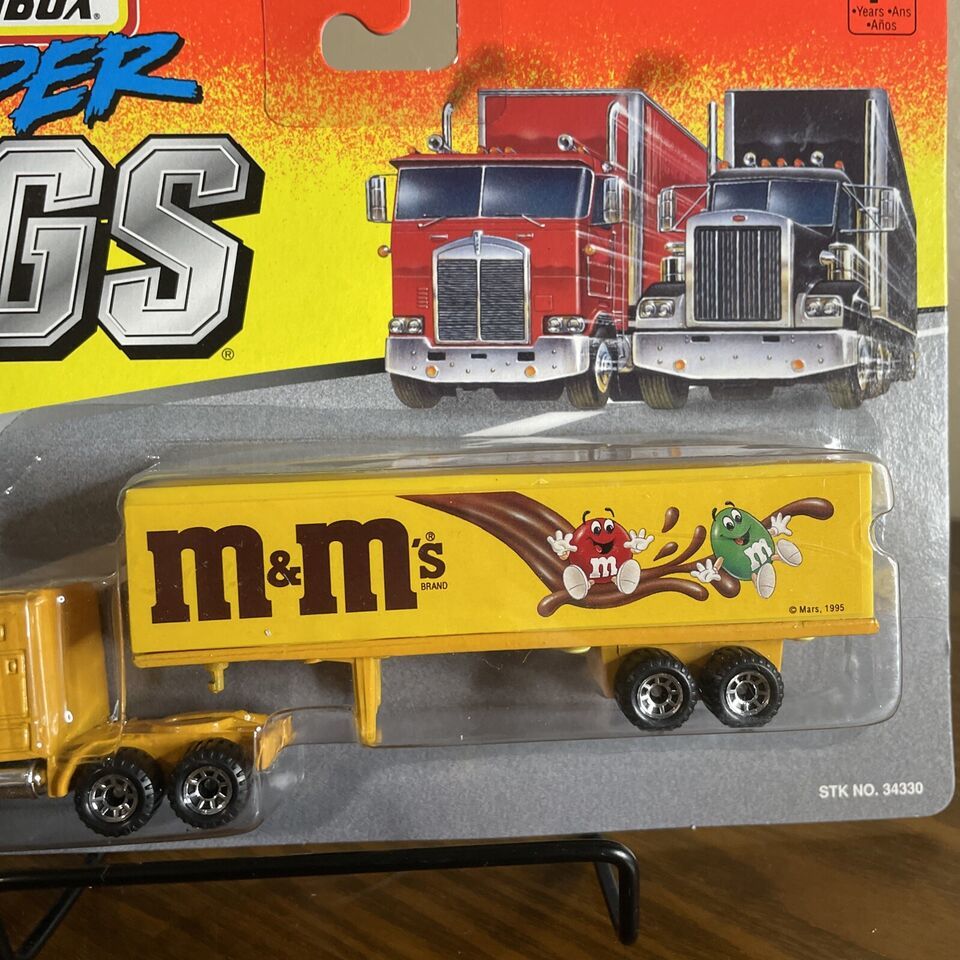 BOX®
PER
GS®
•Years •Ans
•Años
m&m's®
BRAND
m
m
© Mars, 1995
STK NO. 34330